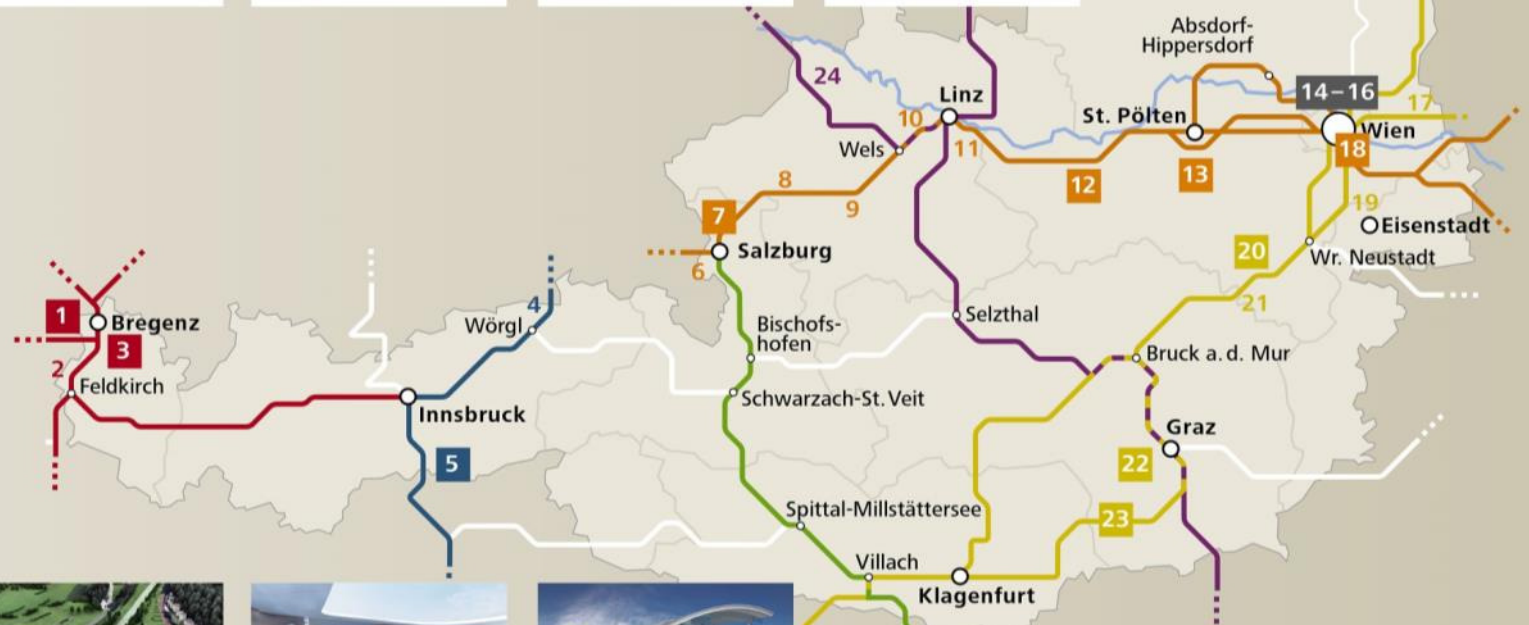 Absdorf-
Hippersdorf
24
14–16
Linz
17
10
St. Pölten
Wien
Wels
11
18
8
12
13
9
19
7
Eisenstadt
Salzburg
20
6
Wr. Neustadt
4
21
1
Bregenz
Wörgl
Bischofs-
hofen
Selzthal
3
2
Bruck a. d. Mur
Feldkirch
Schwarzach-St. Veit
Innsbruck
Graz
5
22
Spittal-Millstättersee
23
Villach
Klagenfurt